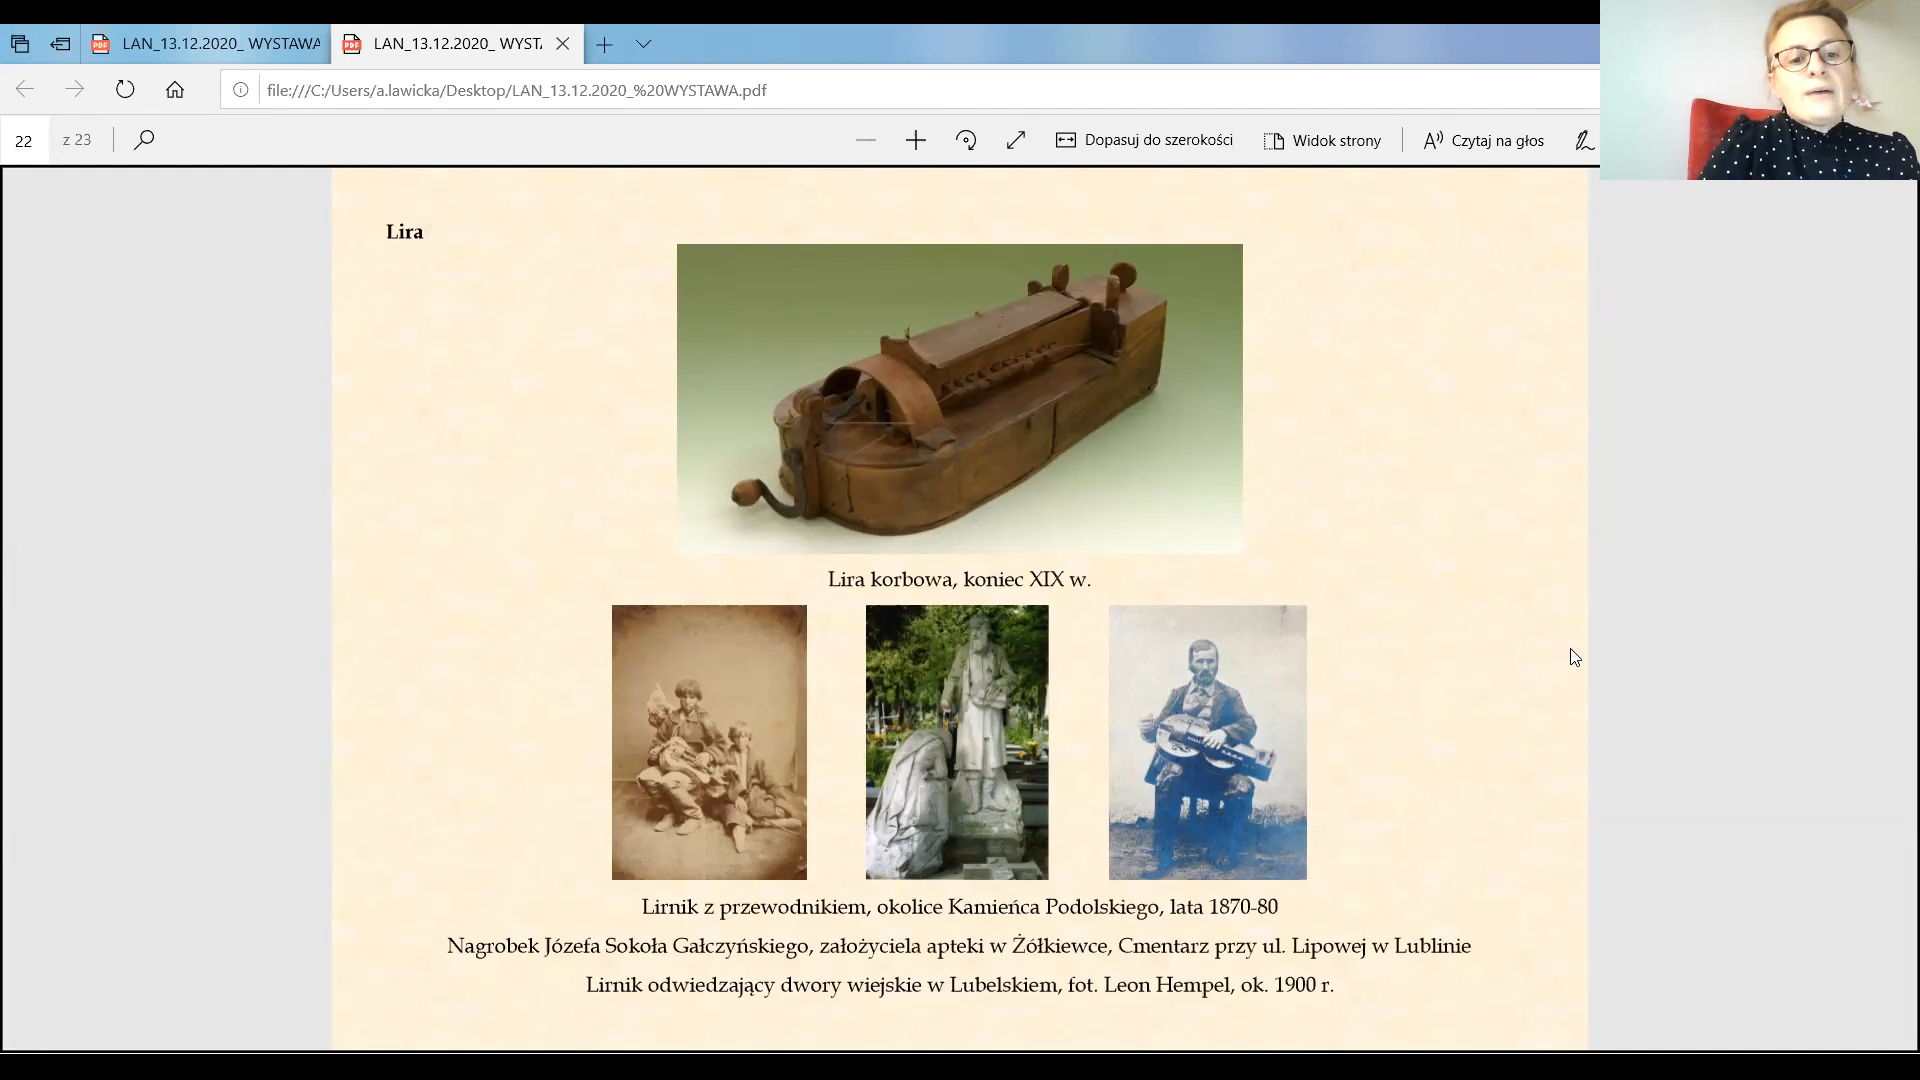 LAN_13.12.2020_ WYSTAWA
LAN_13.12.2020_ WYST
file:///C:/Users/a.lawicka/Desktop/LAN_13.12.2020_%20WYSTAWA.pdf
22 z 23
Dopasuj do szerokości
Widok strony
Czytaj na głos
Lira
Lira korbowa, koniec XIX w.
Lirnik z przewodnikiem, okolice Kamieńca Podolskiego, lata 1870-80
Nagrobek Józefa Sokoła Gałczyńskiego, założyciela apteki w Żółkiewce, Cmentarz przy ul. Lipowej w Lublinie
Lirnik odwiedzający dwory wiejskie w Lubelskiem, fot. Leon Hempel, ok. 1900 r.